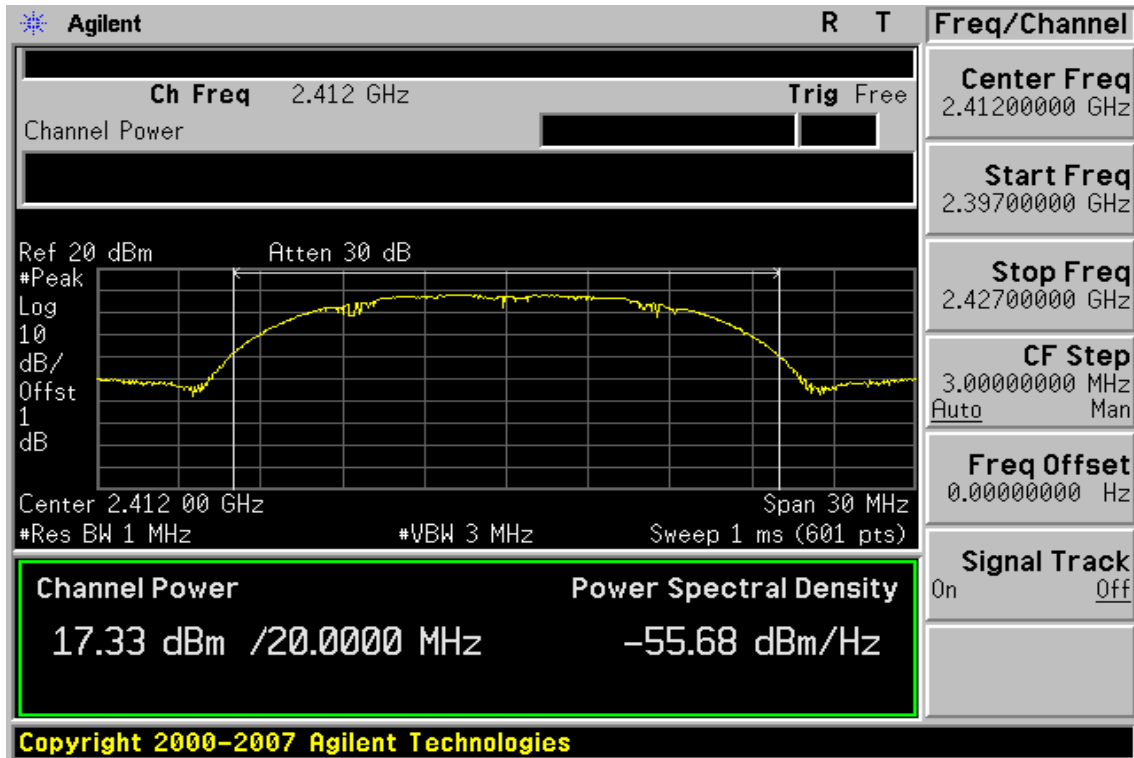 Agilent R T
Ch Freq 2.412 GHz Trig Free
Channel Power
Ref 20 dBm Atten 30 dB
#Peak
Log
10
dB/
Offst
1
dB
Center 2.412 00 GHz Span 30 MHz
#Res BW 1 MHz #VBW 3 MHz Sweep 1 ms (601 pts)
Channel Power Power Spectral Density
17.33 dBm /20.0000 MHz -55.68 dBm/Hz
Copyright 2000-2007 Agilent Technologies
Freq/Channel
Center Freq
2.41200000 GHz
Start Freq
2.39700000 GHz
Stop Freq
2.42700000 GHz
CF Step
3.00000000 MHz
Auto Man
Freq Offset
0.00000000 Hz
Signal Track
On Off